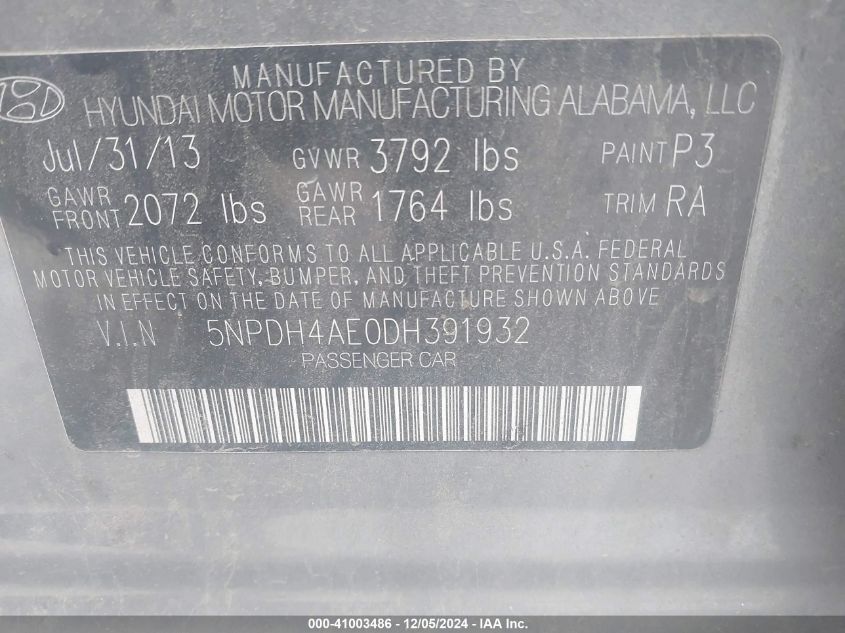 MANUFACTURED BY
HYUNDAI MOTOR MANUFACTURING ALABAMA, LLC
Jul/31/13 GVWR 3792 lbs PAINT P3
GAWR FRONT 2072 lbs GAWR REAR 1764 lbs TRIM RA
THIS VEHICLE CONFORMS TO ALL APPLICABLE U.S.A. FEDERAL
MOTOR VEHICLE SAFETY, BUMPER, AND THEFT PREVENTION STANDARDS
IN EFFECT ON THE DATE OF MANUFACTURE SHOWN ABOVE
V.I.N 5NPDH4AE0DH391932
PASSENGER CAR
000-41003486 - 12/05/2024 - IAA Inc.